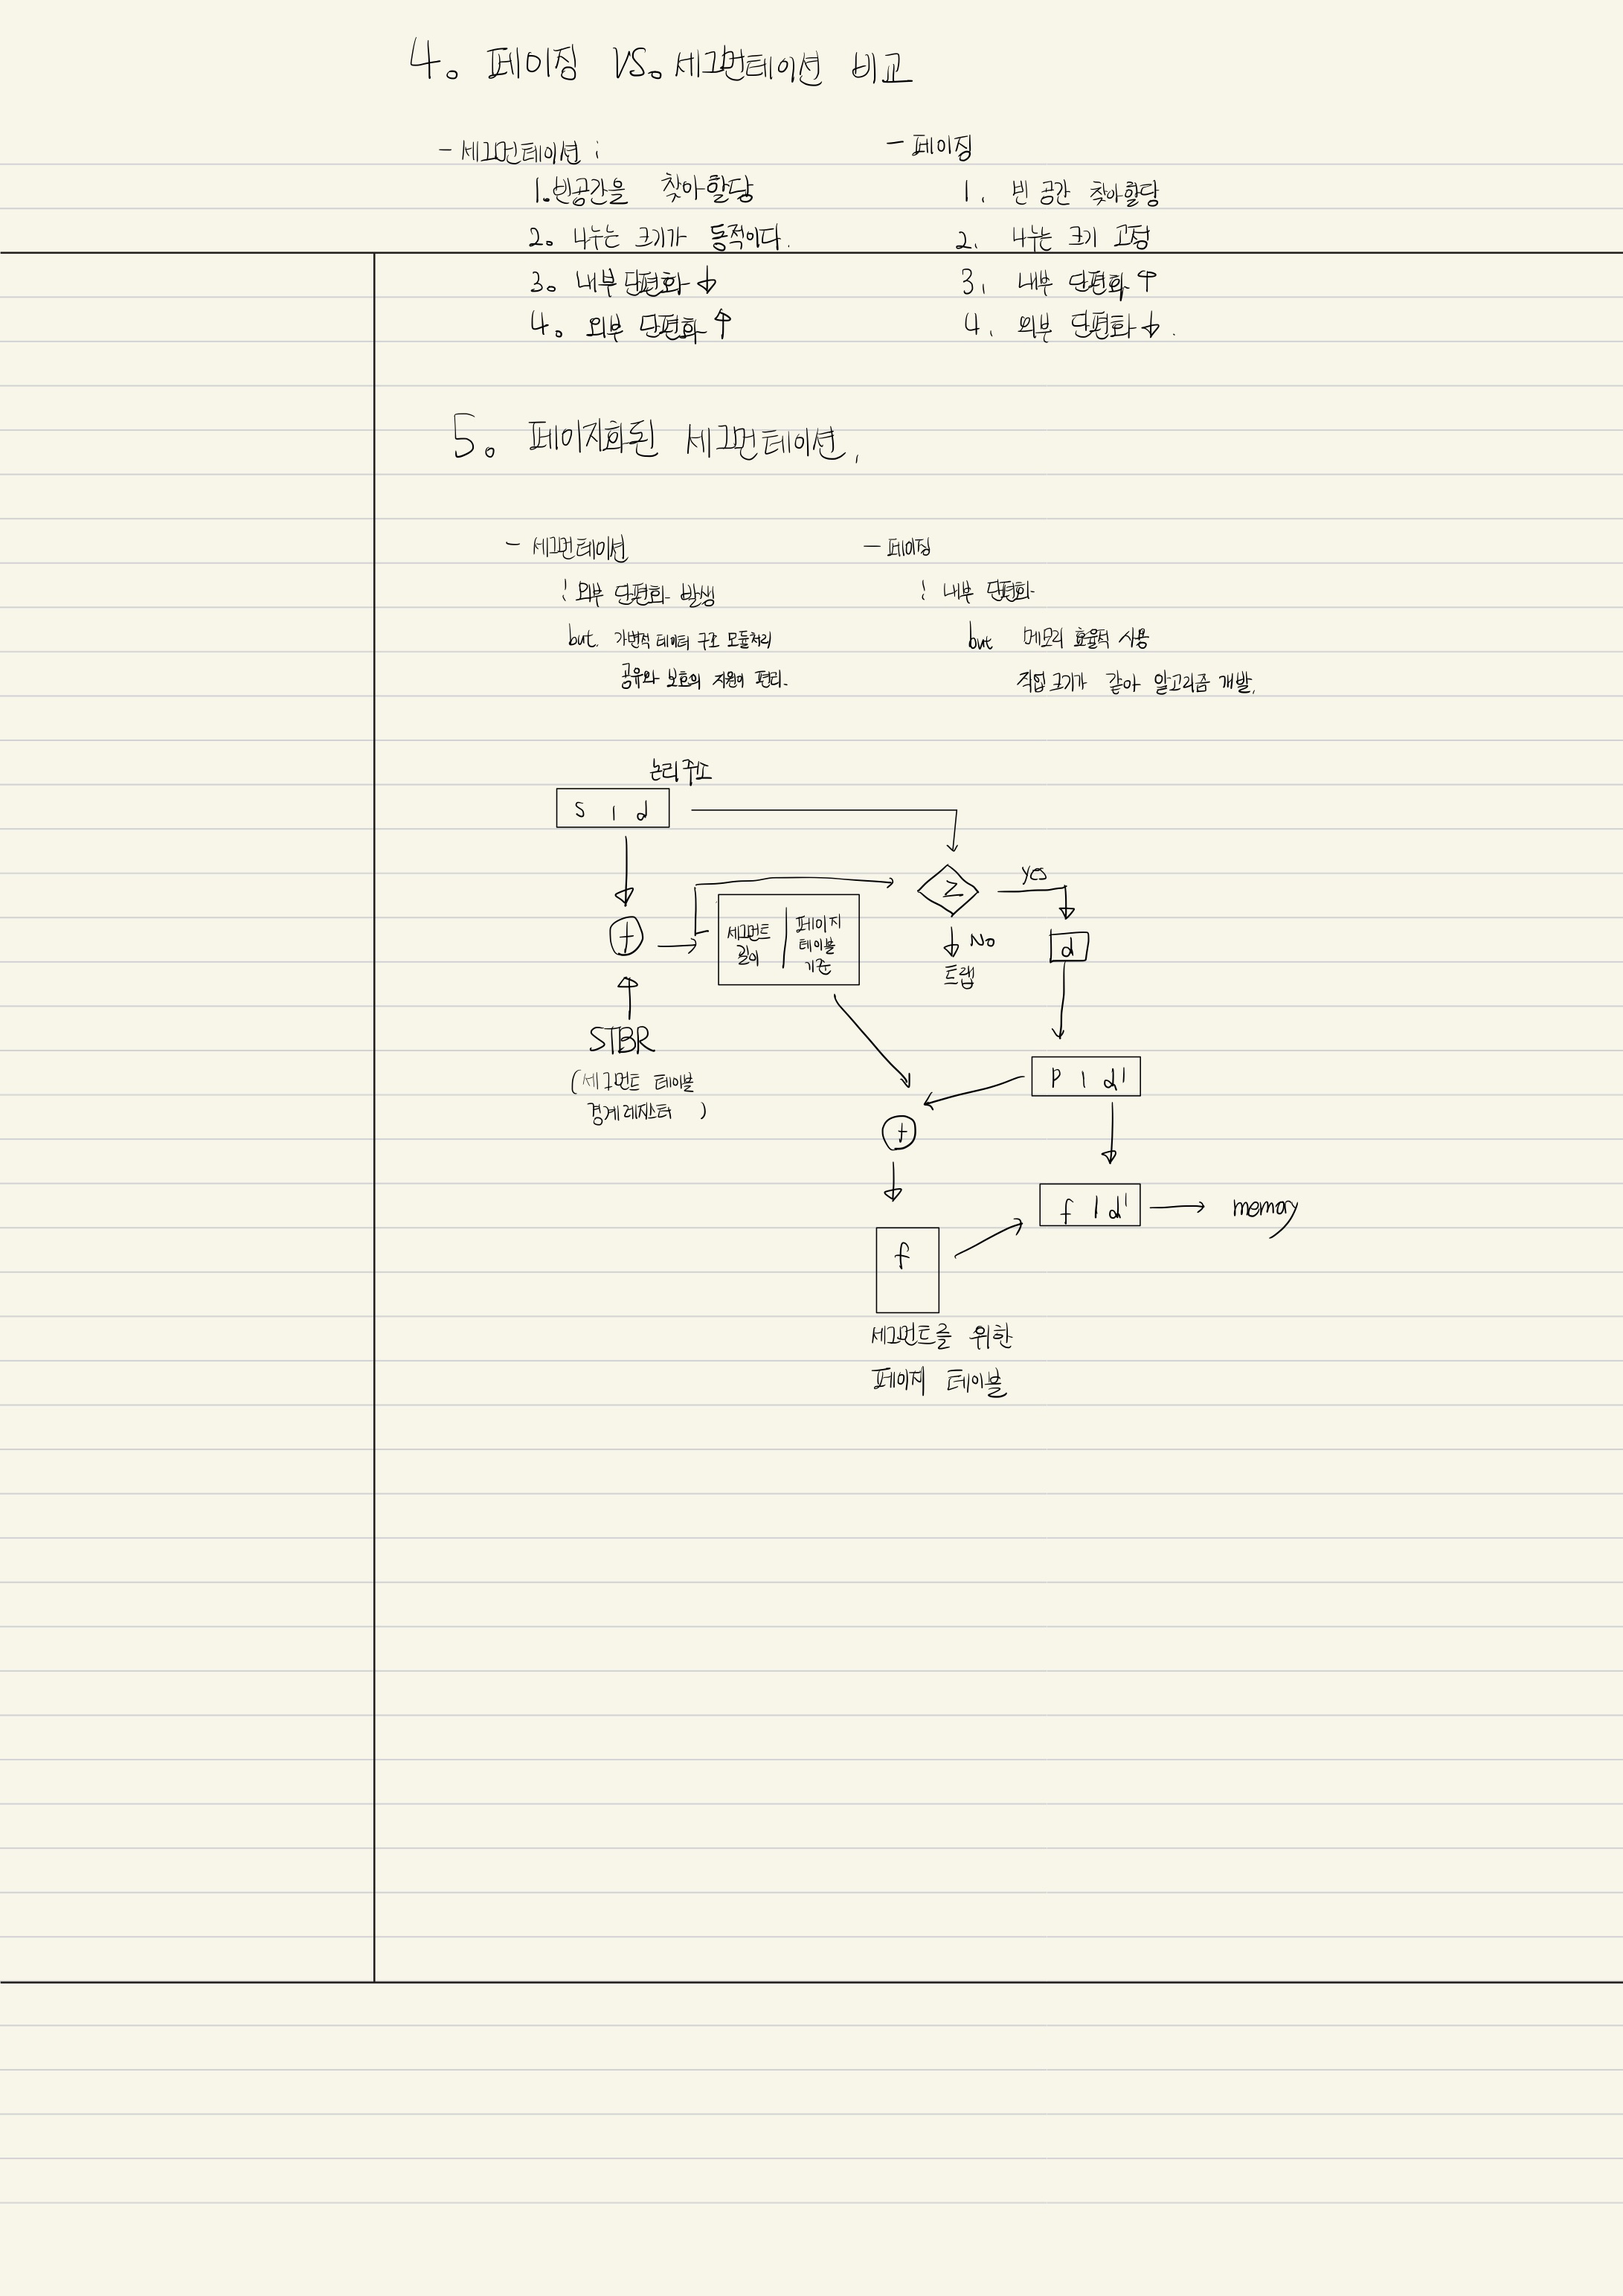 4. 페이징 VS. 세그먼테이션 비교
- 세그먼테이션 ;
1. 빈공간을 찾아할당
2. 나누는 크기가 동적이다.
3. 내부 단편화 ↓
4. 외부 단편화 ↑
- 페이징
1. 빈 공간 찾아할당
2. 나누는 크기 고정
3. 내부 단편화 ↑
4. 외부 단편화 ↓.
5. 페이지화된 세그먼테이션.
- 세그먼테이션
: 외부 단편화 발생
but. 가변적 데이터 구조 모듈처리
공유와 보호의 지원이 편리.
- 페이징
: 내부 단편화
but 메모리 효율적 사용
작업 크기가 같아 알고리즘 개발.
논리 주소
s | d
+
STBR
(세그먼트 테이블
경계 레지스터 )
세그먼트
길이
페이지
테이블
기준
≥
yes
No
트랩
d
p | d'
+
f | d' → memory
f
세그먼트를 위한
페이지 테이블